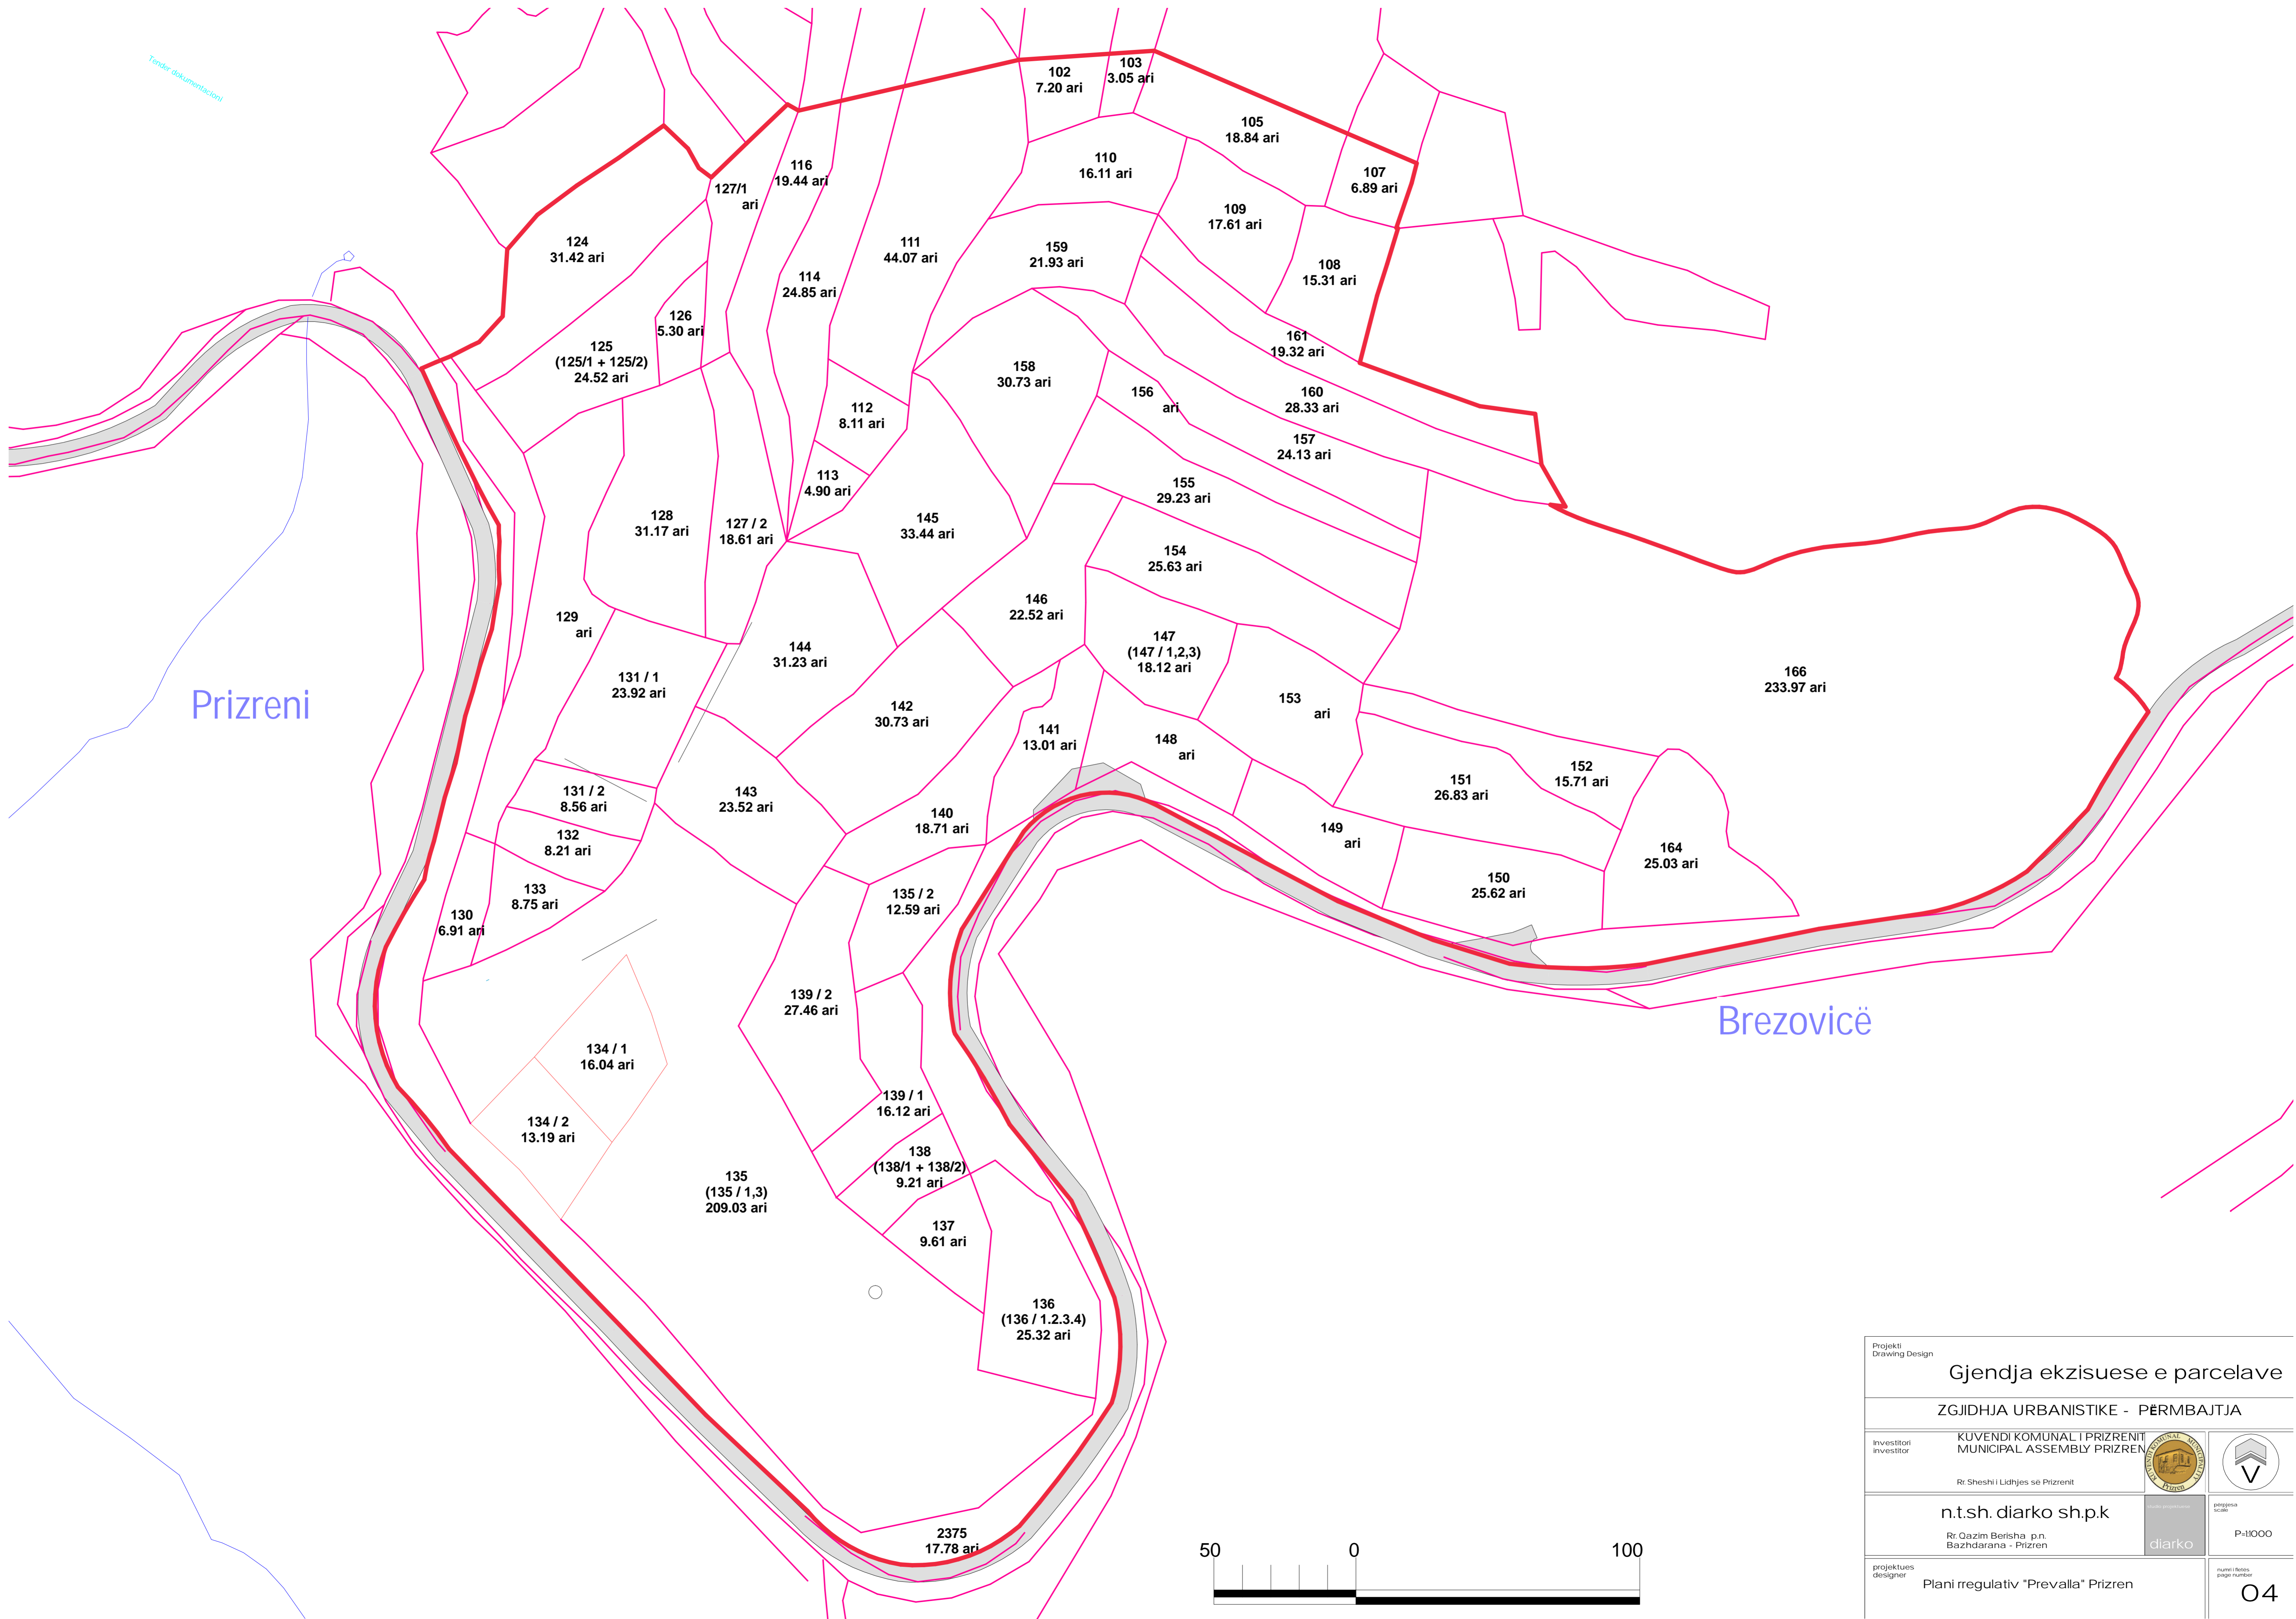 Tender dokumentacioni
102
7.20 ari
103
3.05 ari
105
18.84 ari
107
6.89 ari
110
16.11 ari
116
19.44 ari
127/1
ari
109
17.61 ari
124
31.42 ari
111
44.07 ari
159
21.93 ari
108
15.31 ari
114
24.85 ari
126
5.30 ari
125
(125/1 + 125/2)
24.52 ari
161
19.32 ari
158
30.73 ari
156
ari
160
28.33 ari
112
8.11 ari
157
24.13 ari
113
4.90 ari
155
29.23 ari
128
31.17 ari
127 / 2
18.61 ari
145
33.44 ari
154
25.63 ari
146
22.52 ari
129
ari
144
31.23 ari
147
(147 / 1,2,3)
18.12 ari
166
233.97 ari
131 / 1
23.92 ari
Prizreni
142
30.73 ari
153
ari
141
13.01 ari
148
ari
152
15.71 ari
151
26.83 ari
131 / 2
8.56 ari
143
23.52 ari
140
18.71 ari
149
ari
132
8.21 ari
164
25.03 ari
150
25.62 ari
133
8.75 ari
135 / 2
12.59 ari
130
6.91 ari
139 / 2
27.46 ari
Brezovicë
134 / 1
16.04 ari
139 / 1
16.12 ari
134 / 2
13.19 ari
138
(138/1 + 138/2)
9.21 ari
135
(135 / 1,3)
209.03 ari
137
9.61 ari
136
(136 / 1.2.3.4)
25.32 ari
2375
17.78 ari
50 0 100
Projekti
Drawing Design
Gjendja ekzisuese e parcelave
ZGJIDHJA URBANISTIKE - PËRMBAJTJA
Investitori
investitor
KUVENDI KOMUNAL I PRIZRENIT
MUNICIPAL ASSEMBLY PRIZREN
Rr.Sheshi i Lidhjes së Prizrenit
KUVENDI KOMUNAL MUNICIPALITY
Prizren
V
n.t.sh. diarko sh.p.k
Rr. Qazim Berisha p.n.
Bazhdarana - Prizren
diarko
përpjesa
scale
P=1:1000
projektues
designer
Plani rregulativ "Prevalla" Prizren
numri i fletës
page number
04